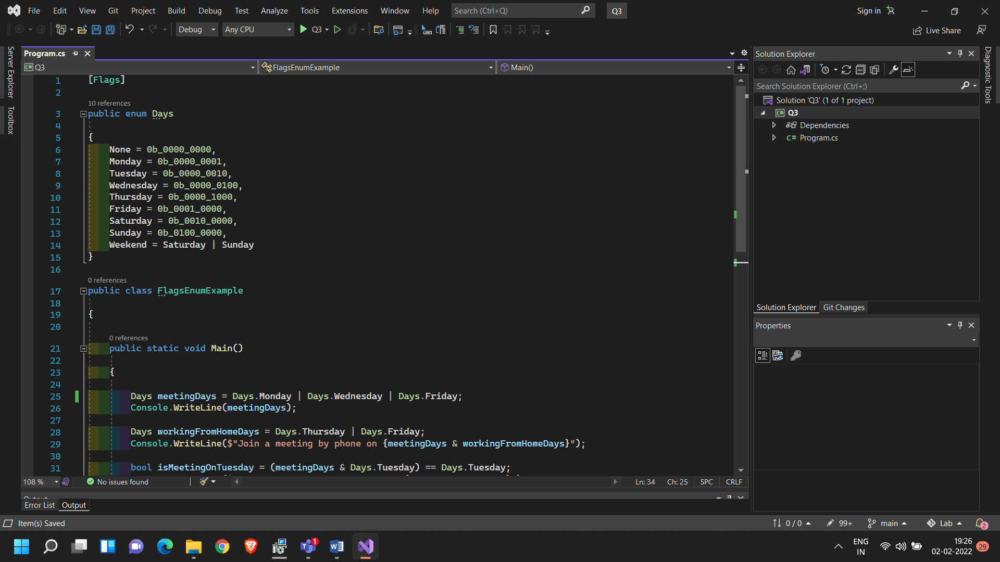 File Edit View Git Project Build Debug Test Analyze Tools Extensions Window Help Search (Ctrl+Q) Q3 Sign in
Debug Any CPU Q3 Live Share
Server Explorer
Toolbox
Program.cs
Q3 FlagsEnumExample Main()
1 [Flags]
2
10 references
3 public enum Days
4
5 {
6 None = 0b_0000_0000,
7 Monday = 0b_0000_0001,
8 Tuesday = 0b_0000_0010,
9 Wednesday = 0b_0000_0100,
10 Thursday = 0b_0000_1000,
11 Friday = 0b_0001_0000,
12 Saturday = 0b_0010_0000,
13 Sunday = 0b_0100_0000,
14 Weekend = Saturday | Sunday
15 }
16
0 references
17 public class FlagsEnumExample
18
19 {
20
0 references
21 public static void Main()
22
23 {
24
25 Days meetingDays = Days.Monday | Days.Wednesday | Days.Friday;
26 Console.WriteLine(meetingDays);
27
28 Days workingFromHomeDays = Days.Thursday | Days.Friday;
29 Console.WriteLine($"Join a meeting by phone on {meetingDays & workingFromHomeDays}");
30
31 bool isMeetingOnTuesday = (meetingDays & Days.Tuesday) == Days.Tuesday;
108 % No issues found Ln: 34 Ch: 25 SPC CRLF
Output
Error List Output
Solution Explorer
Search Solution Explorer (Ctrl+;)
Solution 'Q3' (1 of 1 project)
C# Q3
Dependencies
C# Program.cs
Solution Explorer Git Changes
Properties
Diagnostic Tools
Item(s) Saved 0 / 0 99+ main Lab 2
1 ENG
IN
19:26
02-02-2022 29